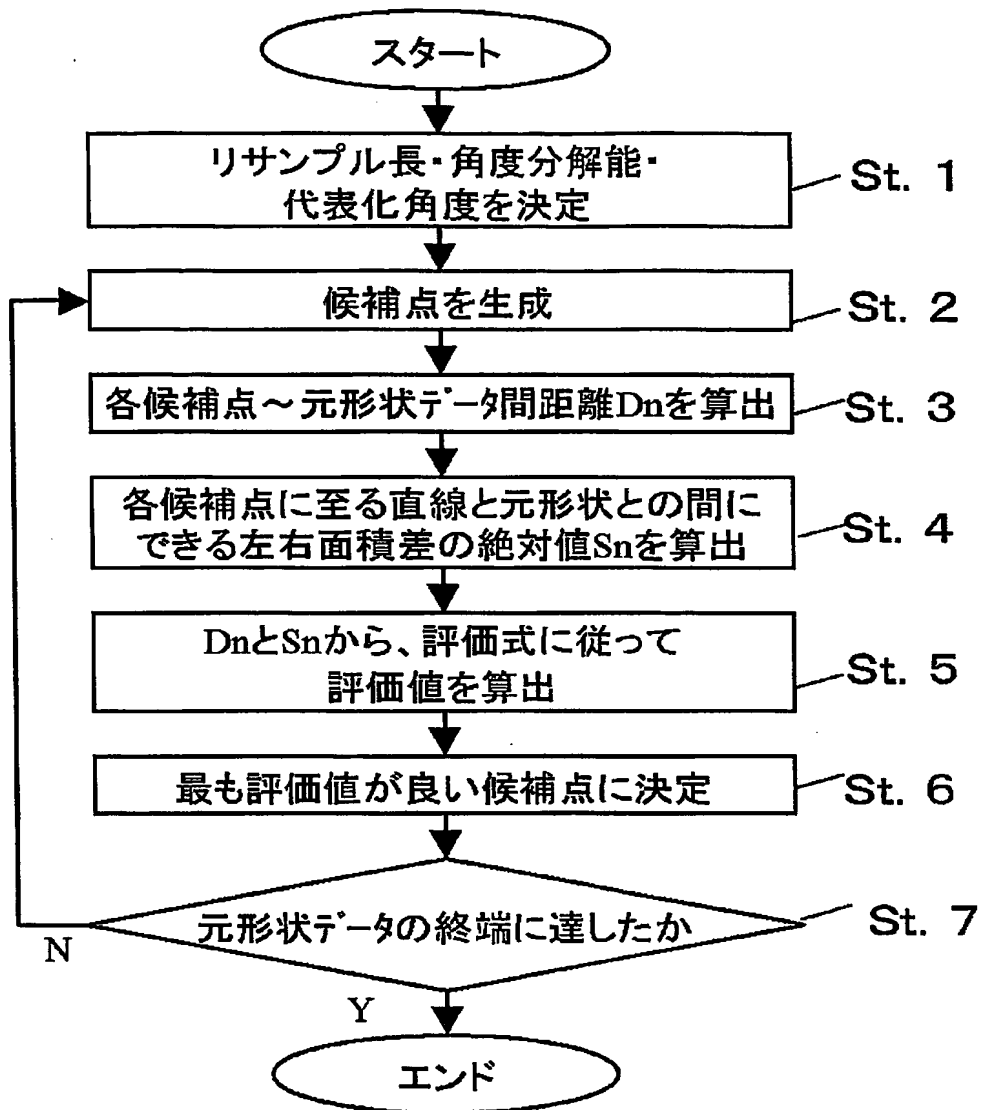 スタート
リサンプル長・角度分解能・
代表化角度を決定
St. 1
候補点を生成
St. 2
各候補点～元形状ﾃﾞｰﾀ間距離Dnを算出
St. 3
各候補点に至る直線と元形状との間に
できる左右面積差の絶対値Snを算出
St. 4
DnとSnから、評価式に従って
評価値を算出
St. 5
最も評価値が良い候補点に決定
St. 6
元形状ﾃﾞｰﾀの終端に達したか
St. 7
N
Y
エンド